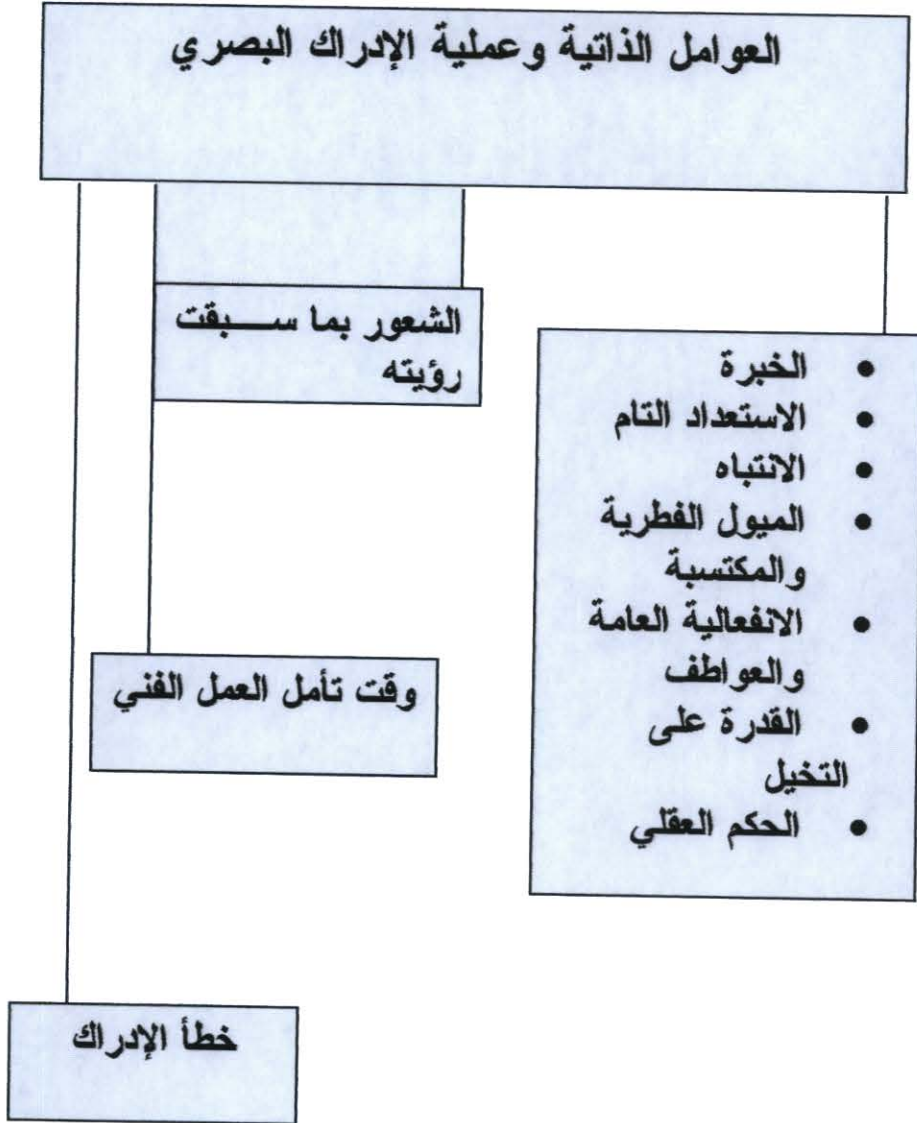 العوامل الذاتية وعملية الإدراك البصري
الشعور بما ســبقت
رؤيته
• الخبرة
• الاستعداد التام
• الانتباه
• الميول الفطرية
والمكتسبة
• الانفعالية العامة
والعواطف
• القدرة على
التخيل
• الحكم العقلي
وقت تأمل العمل الفني
خطأ الإدراك